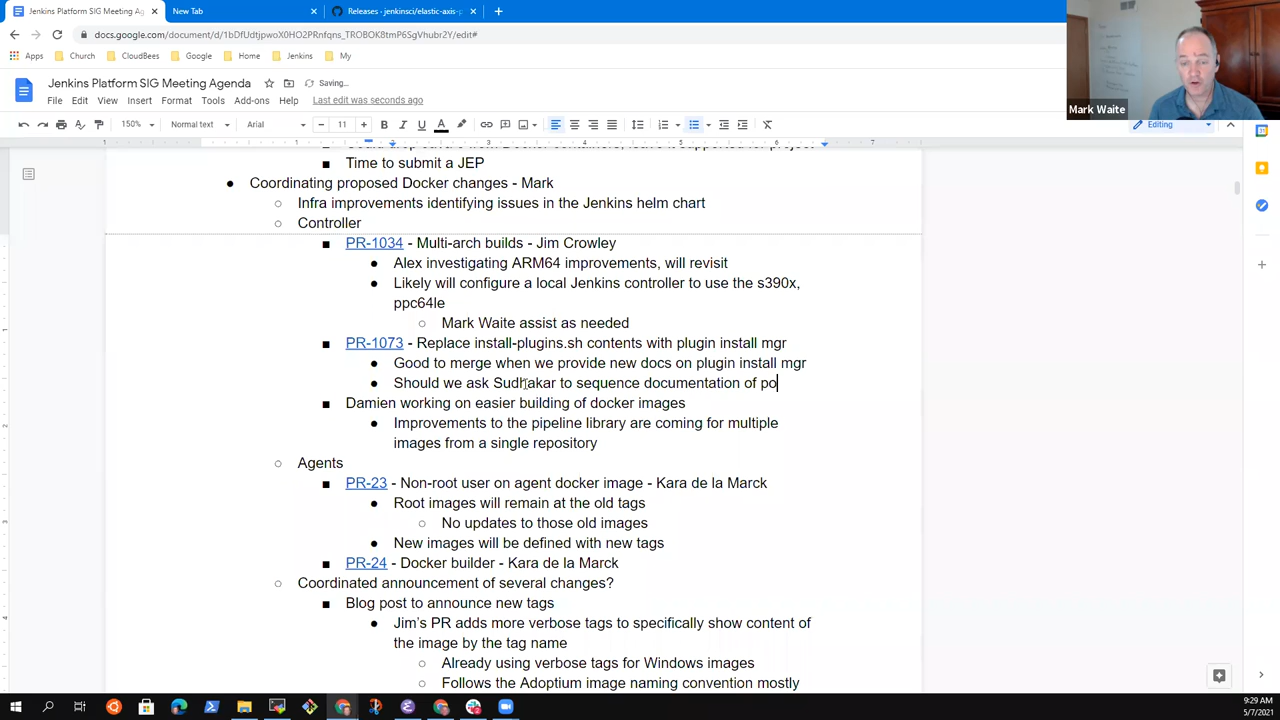 Jenkins Platform SIG Meeting Ag
New Tab
Releases · jenkinsci/elastic-axis-p
docs.google.com/document/d/1bDfUdtjpwoX0HO2PRnfqns_TROBOK8tmP6SgVhubr2Y/edit#
Apps
Church
CloudBees
Google
Home
Jenkins
My
Jenkins Platform SIG Meeting Agenda
Saving...
File Edit View Insert Format Tools Add-ons Help Last edit was seconds ago
150% Normal text Arial 11 B I U A Editing
Mark Waite
1 2 3 4 5 6 7
■ Time to submit a JEP
● Coordinating proposed Docker changes - Mark
○ Infra improvements identifying issues in the Jenkins helm chart
○ Controller
■ PR-1034 - Multi-arch builds - Jim Crowley
● Alex investigating ARM64 improvements, will revisit
● Likely will configure a local Jenkins controller to use the s390x,
ppc64le
○ Mark Waite assist as needed
■ PR-1073 - Replace install-plugins.sh contents with plugin install mgr
● Good to merge when we provide new docs on plugin install mgr
● Should we ask Sudhakar to sequence documentation of po
■ Damien working on easier building of docker images
● Improvements to the pipeline library are coming for multiple
images from a single repository
○ Agents
■ PR-23 - Non-root user on agent docker image - Kara de la Marck
● Root images will remain at the old tags
○ No updates to those old images
● New images will be defined with new tags
■ PR-24 - Docker builder - Kara de la Marck
○ Coordinated announcement of several changes?
■ Blog post to announce new tags
● Jim's PR adds more verbose tags to specifically show content of
the image by the tag name
○ Already using verbose tags for Windows images
○ Follows the Adoptium image naming convention mostly
9:29 AM
5/7/2021